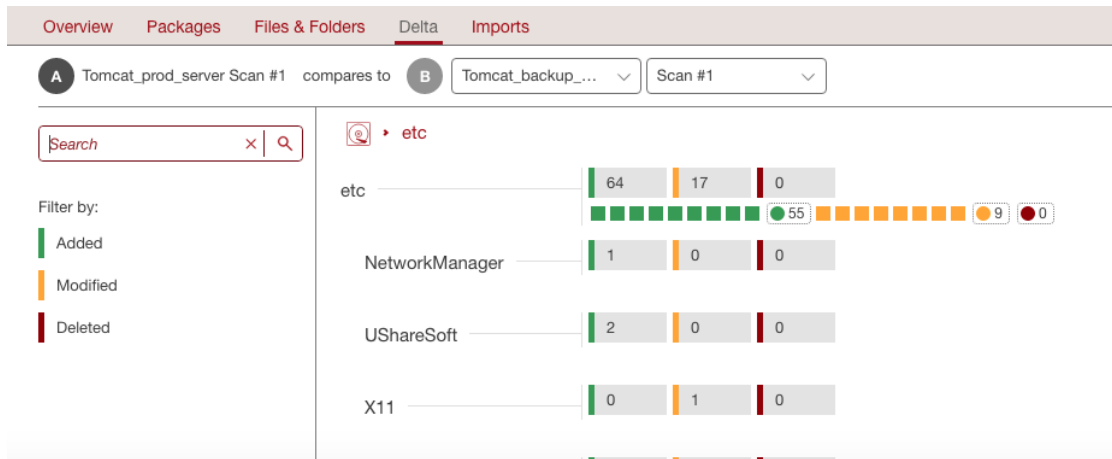 Overview Packages Files & Folders Delta Imports
A Tomcat_prod_server Scan #1 compares to B Tomcat_backup_... Scan #1
Search
etc
etc 64 17 0
55 9 0
Filter by:
Added
Modified
Deleted
NetworkManager 1 0 0
UShareSoft 2 0 0
X11 0 1 0